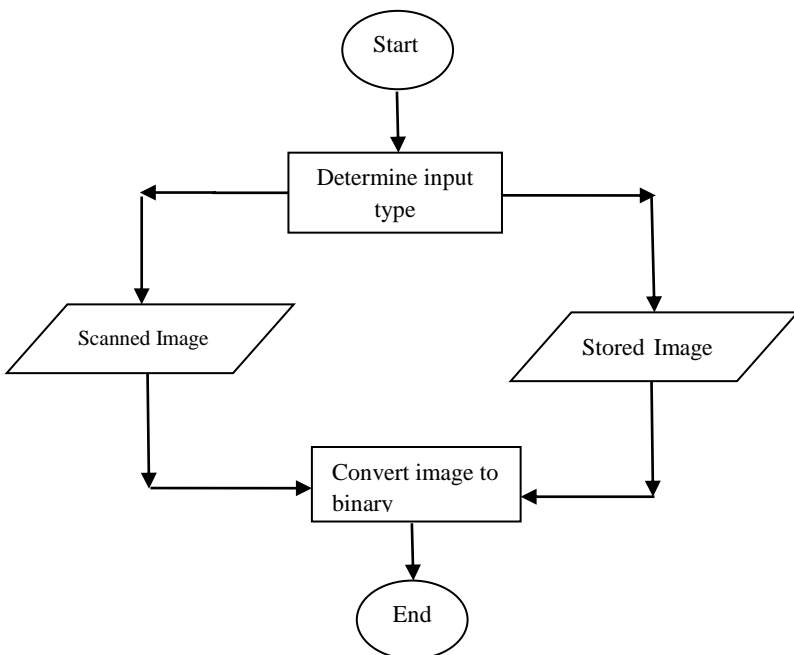 Start
Determine input
type
Scanned Image
Stored Image
Convert image to
binary
End